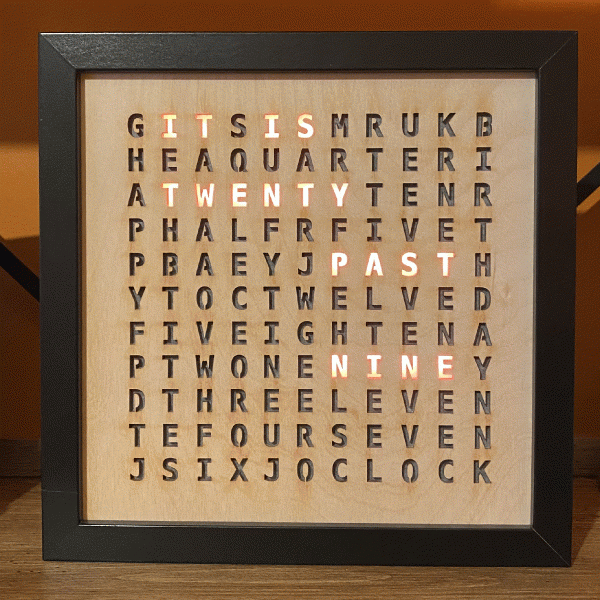 GITSISMRUKB
HEAQUARTERI
ATWENTYTENR
PHALFRFIVET
PBAEYJPASTH
YTOCTWELVED
FIVEIGHTENA
PTWONENINEY
DTHREELEVEN
TEFOURSEVEN
JSIXJOCLOCK